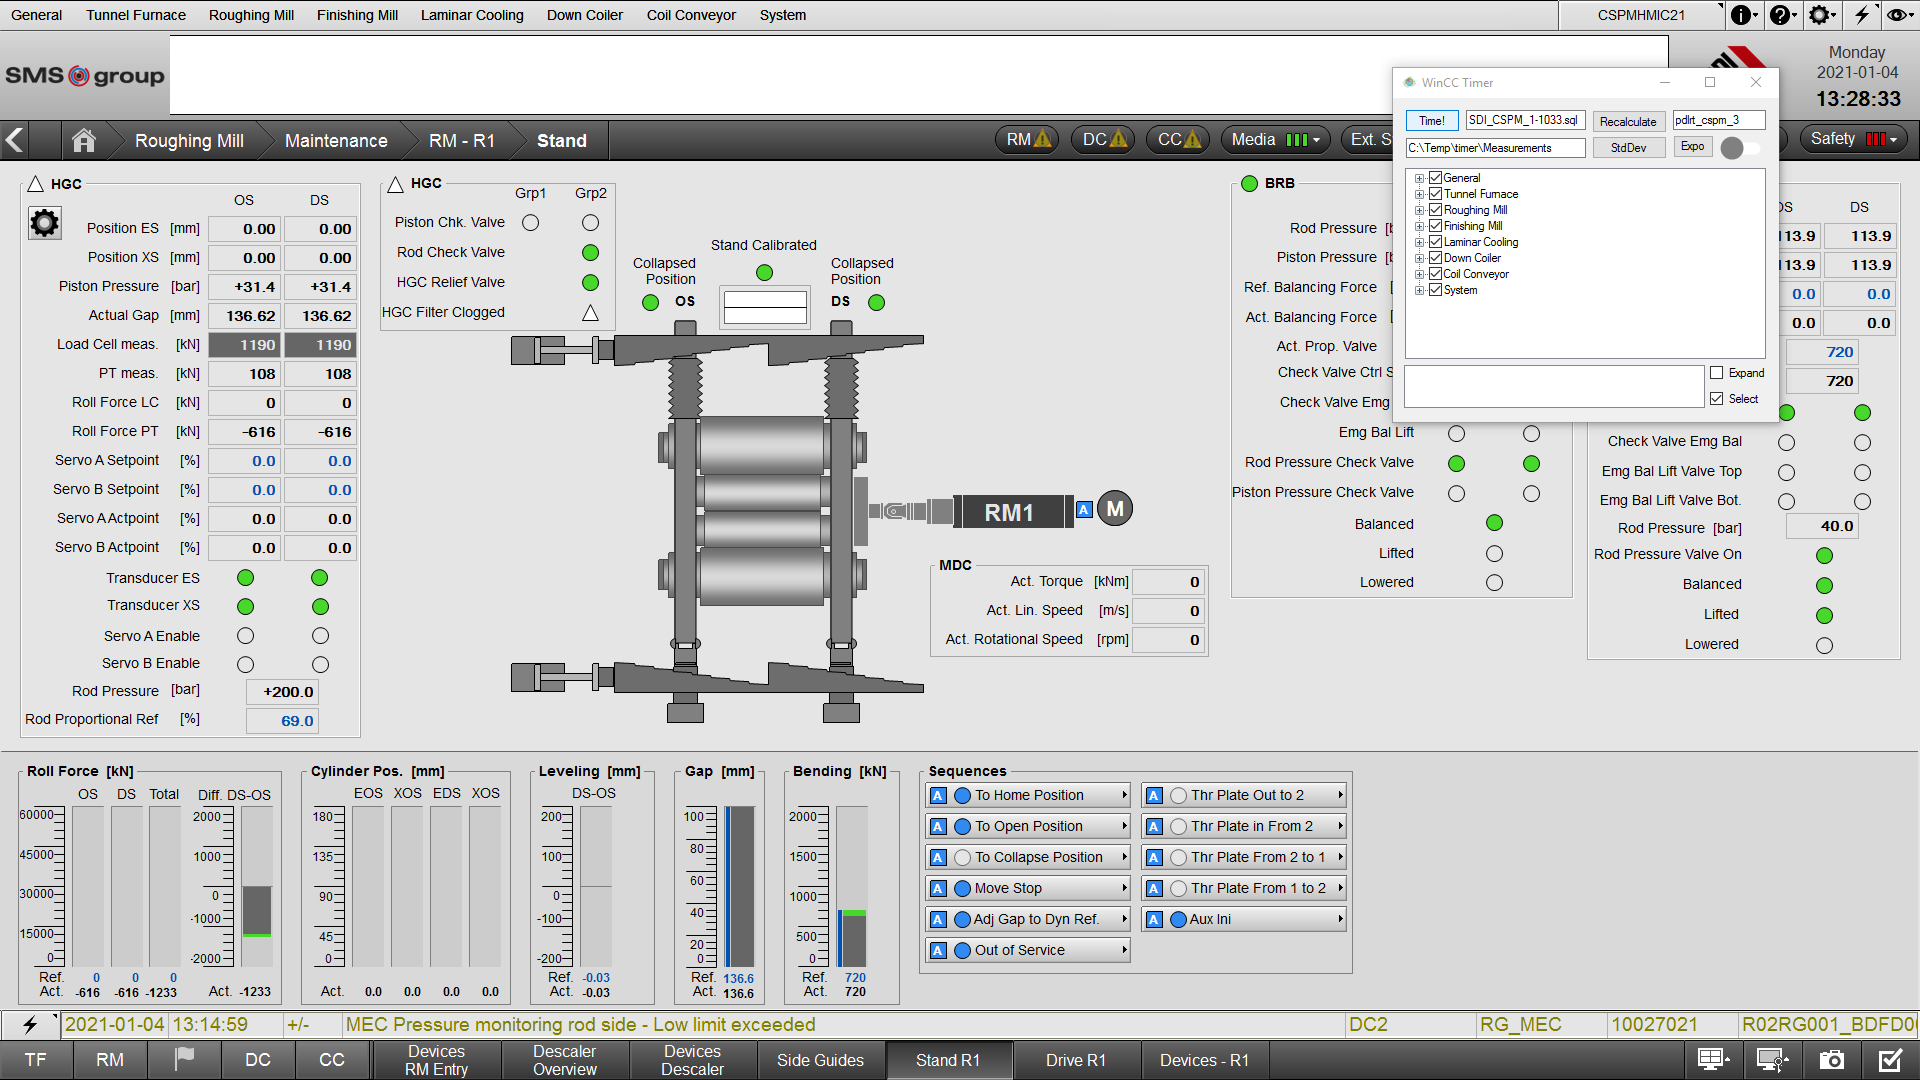 General Tunnel Furnace Roughing Mill Finishing Mill Laminar Cooling Down Coiler Coil Conveyor System CSPMHMIC21
SMS group
Monday
2021-01-04
13:28:33
Roughing Mill Maintenance RM - R1 Stand RM DC CC Media Ext. S Safety
WinCC Timer
Time! SDI_CSPM_1-1033.sql Recalculate pdlrt_cspm_3
C:\Temp\timer\Measurements StdDev Expo
General
Tunnel Furnace
Roughing Mill
Finishing Mill
Laminar Cooling
Down Coiler
Coil Conveyor
System
Expand
Select
HGC
OS DS
Position ES [mm] 0.00 0.00
Position XS [mm] 0.00 0.00
Piston Pressure [bar] +31.4 +31.4
Actual Gap [mm] 136.62 136.62
Load Cell meas. [kN] 1190 1190
PT meas. [kN] 108 108
Roll Force LC [kN] 0 0
Roll Force PT [kN] -616 -616
Servo A Setpoint [%] 0.0 0.0
Servo B Setpoint [%] 0.0 0.0
Servo A Actpoint [%] 0.0 0.0
Servo B Actpoint [%] 0.0 0.0
Transducer ES
Transducer XS
Servo A Enable
Servo B Enable
Rod Pressure [bar] +200.0
Rod Proportional Ref [%] 69.0
HGC
Grp1 Grp2
Piston Chk. Valve
Rod Check Valve
HGC Relief Valve
HGC Filter Clogged
Stand Calibrated
Collapsed Position OS
Collapsed Position DS
RM1 A M
MDC
Act. Torque [kNm] 0
Act. Lin. Speed [m/s] 0
Act. Rotational Speed [rpm] 0
BRB
Rod Pressure
Piston Pressure
Ref. Balancing Force
Act. Balancing Force
Act. Prop. Valve
Check Valve Ctrl S
Check Valve Emg
Emg Bal Lift
Rod Pressure Check Valve
Piston Pressure Check Valve
Balanced
Lifted
Lowered
OS DS
113.9 113.9
113.9 113.9
0.0 0.0
0.0 0.0
720
720
Check Valve Emg Bal
Emg Bal Lift Valve Top
Emg Bal Lift Valve Bot.
Rod Pressure [bar] 40.0
Rod Pressure Valve On
Balanced
Lifted
Lowered
Roll Force [kN]
OS DS Total Diff. DS-OS
60000
45000
30000
15000
0
2000
1000
0
-1000
-2000
Ref. 0 0 0
Act. -616 -616 -1233 Act. -1233
Cylinder Pos. [mm]
EOS XOS EDS XOS
180
135
90
45
0
Act. 0.0 0.0 0.0 0.0
Leveling [mm]
DS-OS
200
100
0
-100
-200
Ref. -0.03
Act. -0.03
Gap [mm]
100
80
60
40
20
0
Ref. 136.6
Act. 136.6
Bending [kN]
2000
1500
1000
500
0
Ref. 720
Act. 720
Sequences
A To Home Position A Thr Plate Out to 2
A To Open Position A Thr Plate in From 2
A To Collapse Position A Thr Plate From 2 to 1
A Move Stop A Thr Plate From 1 to 2
A Adj Gap to Dyn Ref. A Aux Ini
A Out of Service
2021-01-04 13:14:59 +/- MEC Pressure monitoring rod side - Low limit exceeded DC2 RG_MEC 10027021
TF RM DC CC Devices RM Entry Descaler Overview Devices Descaler Side Guides Stand R1 Drive R1 Devices - R1